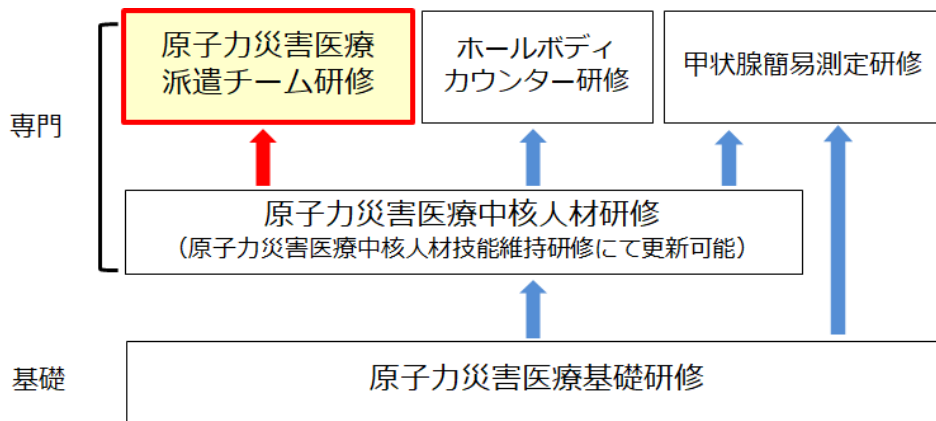 原子力災害医療
派遣チーム研修
ホールボディ
カウンター研修
甲状腺簡易測定研修
専門
原子力災害医療中核人材研修
（原子力災害医療中核人材技能維持研修にて更新可能）
基礎
原子力災害医療基礎研修